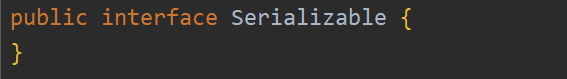 public interface Serializable {
}